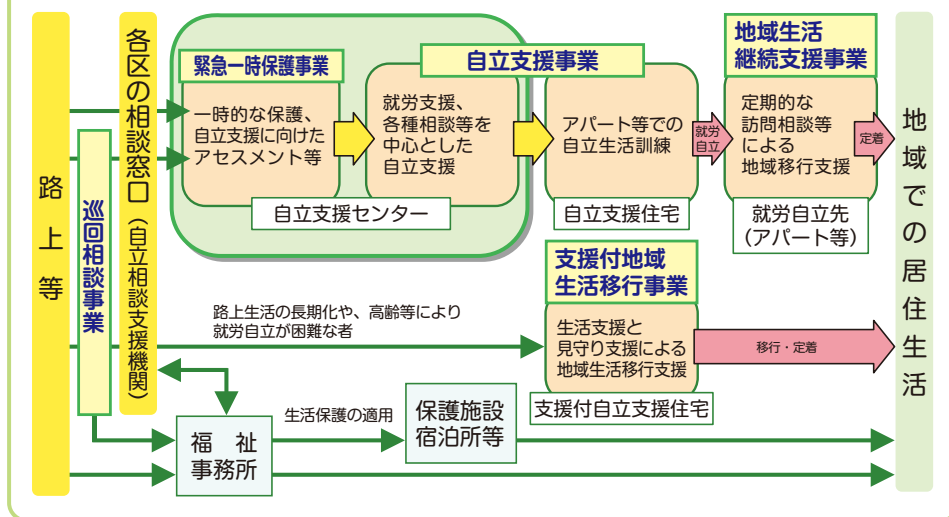 路上等
巡回相談事業
各区の相談窓口(自立相談支援機関)
緊急一時保護事業
一時的な保護、
自立支援に向けた
アセスメント等
自立支援事業
就労支援、
各種相談等を
中心とした
自立支援
自立支援センター
アパート等での
自立生活訓練
自立支援住宅
就労
自立
地域生活
継続支援事業
定期的な
訪問相談等
による
地域移行支援
就労自立先
(アパート等)
定着
路上生活の長期化や、高齢等により
就労自立が困難な者
支援付地域
生活移行事業
生活支援と
見守り支援による
地域生活移行支援
支援付自立支援住宅
移行・定着
福 祉
事務所
生活保護の適用
保護施設
宿泊所等
地域での居住生活